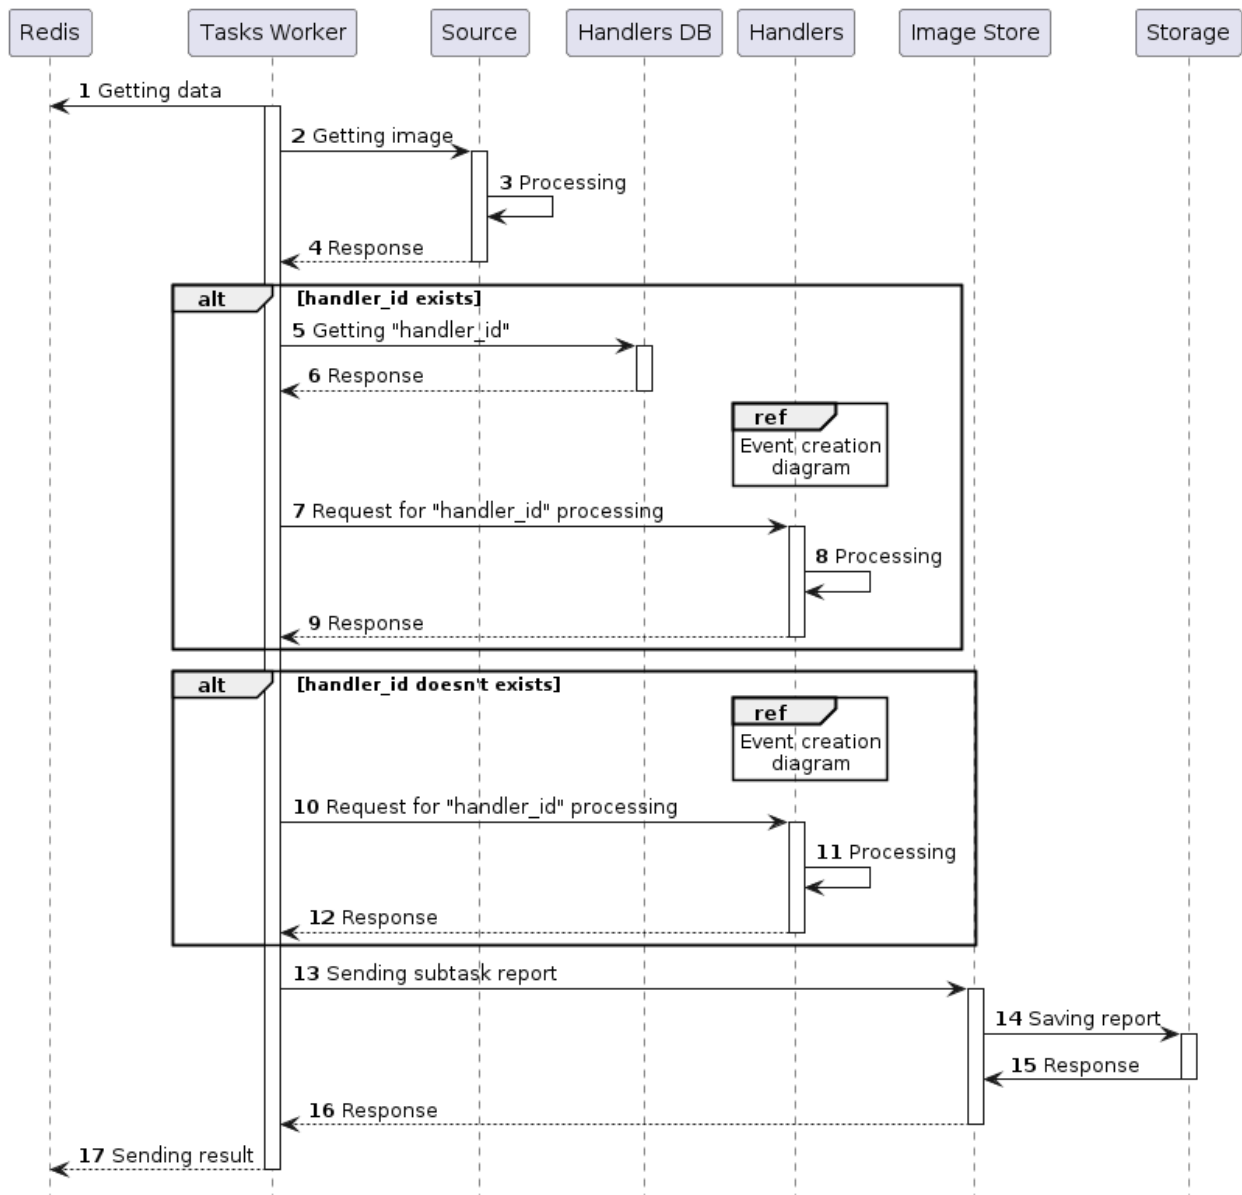 Redis
Tasks Worker
Source
Handlers DB
Handlers
Image Store
Storage
1 Getting data
2 Getting image
3 Processing
4 Response
alt
[handler_id exists]
5 Getting "handler_id"
6 Response
ref
Event creation
diagram
7 Request for "handler_id" processing
8 Processing
9 Response
alt
[handler_id doesn't exists]
ref
Event creation
diagram
10 Request for "handler_id" processing
11 Processing
12 Response
13 Sending subtask report
14 Saving report
15 Response
16 Response
17 Sending result